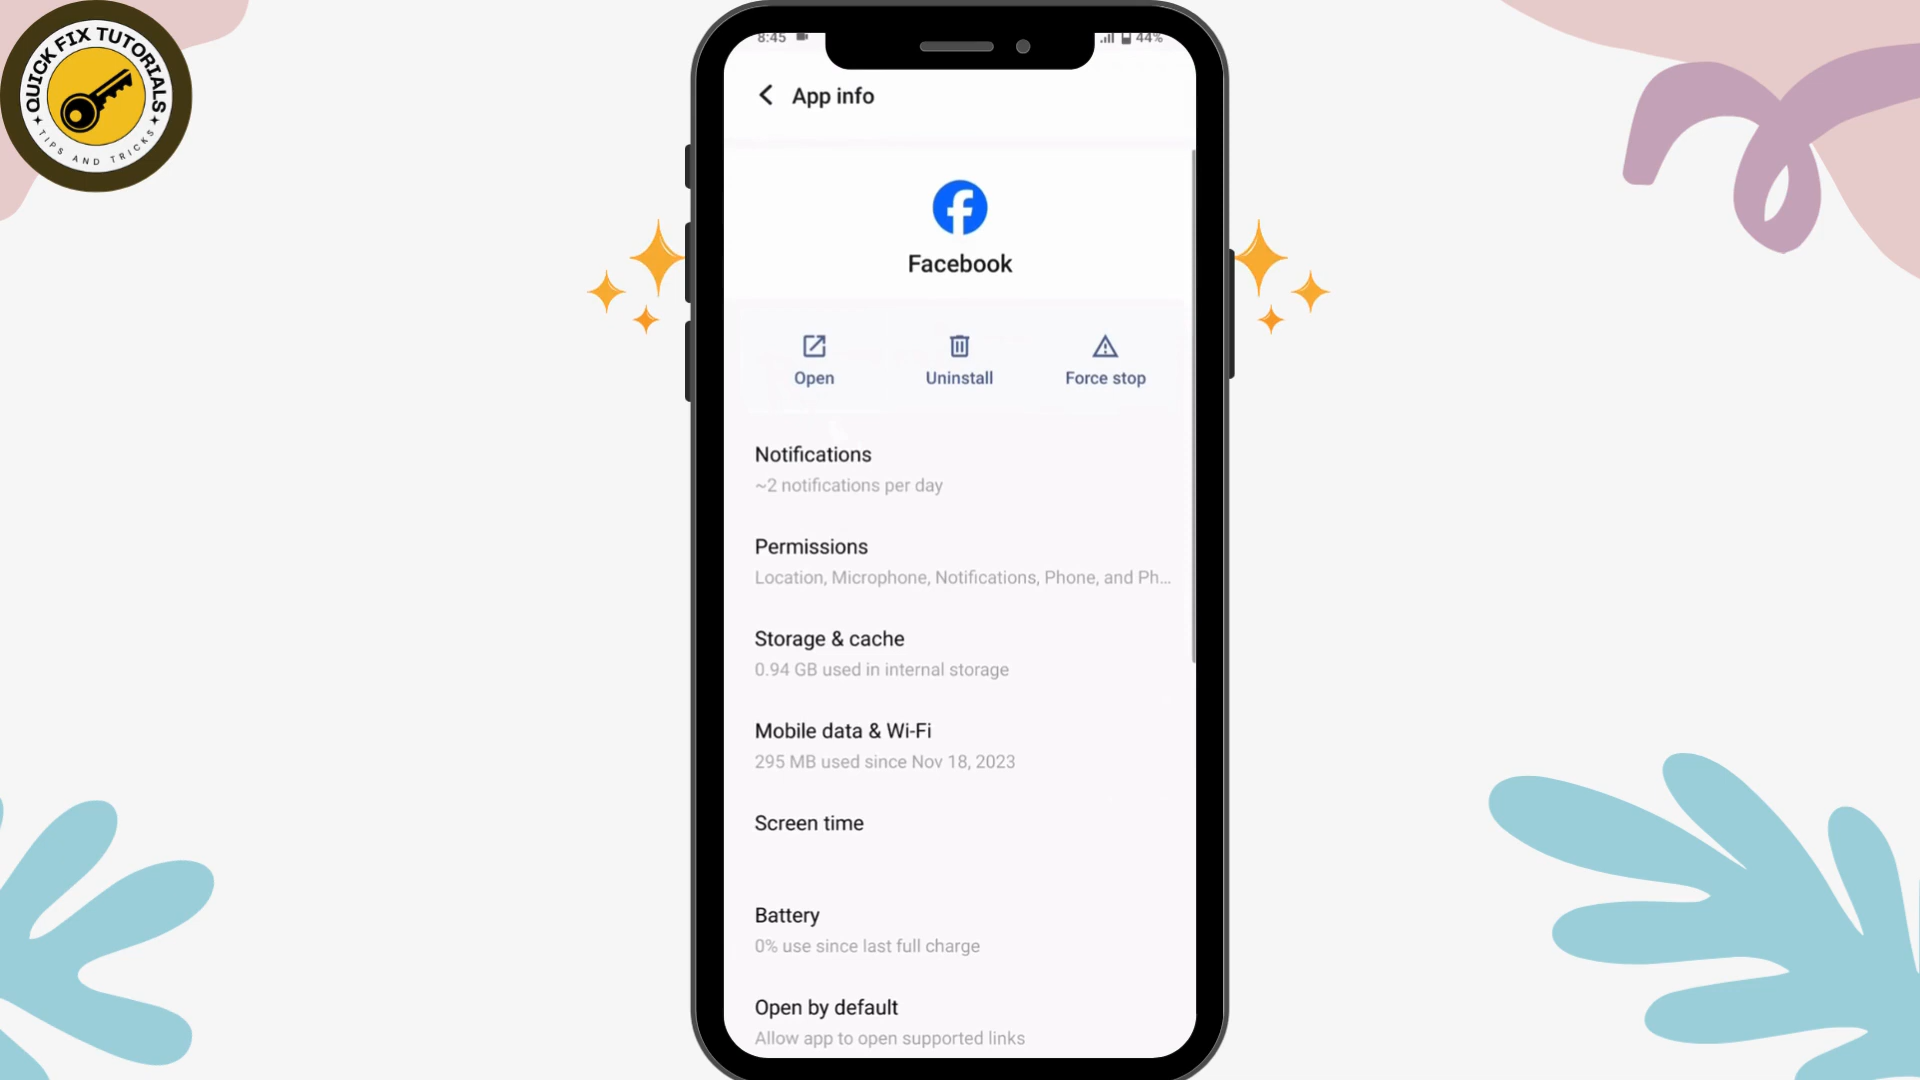 QUICK FIX TUTORIALS
TIPS AND TRICKS
8:45
44%
App info
Facebook
Open
Uninstall
Force stop
Notifications
~2 notifications per day
Permissions
Location, Microphone, Notifications, Phone, and Ph...
Storage & cache
0.94 GB used in internal storage
Mobile data & Wi-Fi
295 MB used since Nov 18, 2023
Screen time
Battery
0% use since last full charge
Open by default
Allow app to open supported links